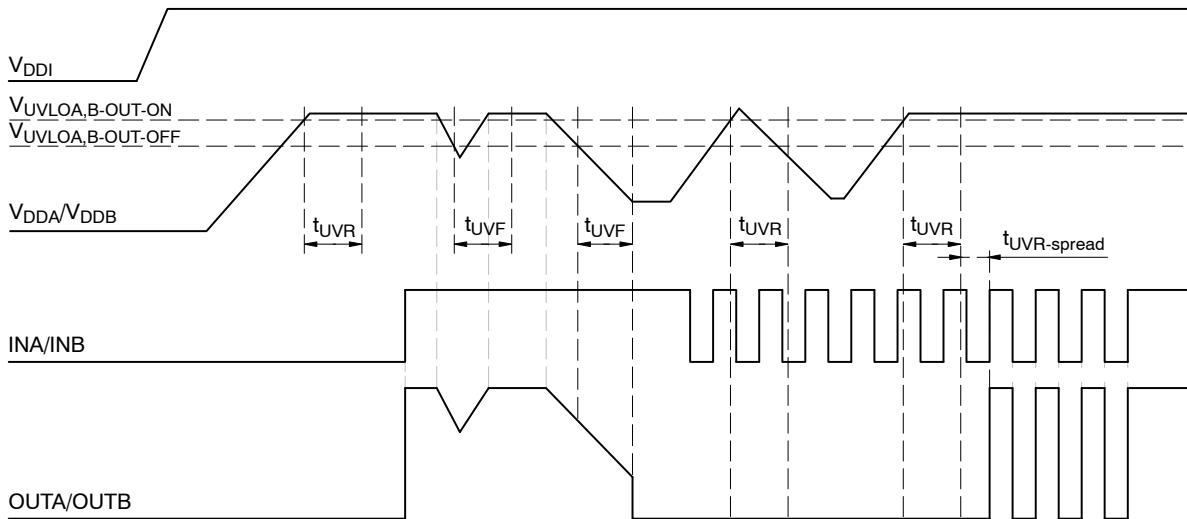 VDDI
VUVLOA,B-OUT-ON
VUVLOA,B-OUT-OFF
VDDA/VDDB
tUVR
tUVF
tUVF
tUVR
tUVR
tUVR-spread
INA/INB
OUTA/OUTB